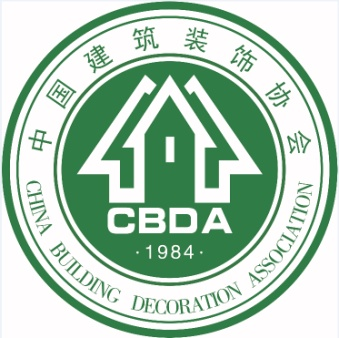 中国建筑装饰协会
CBDA
·1984·
CHINA BUILDING DECORATION ASSOCIATION